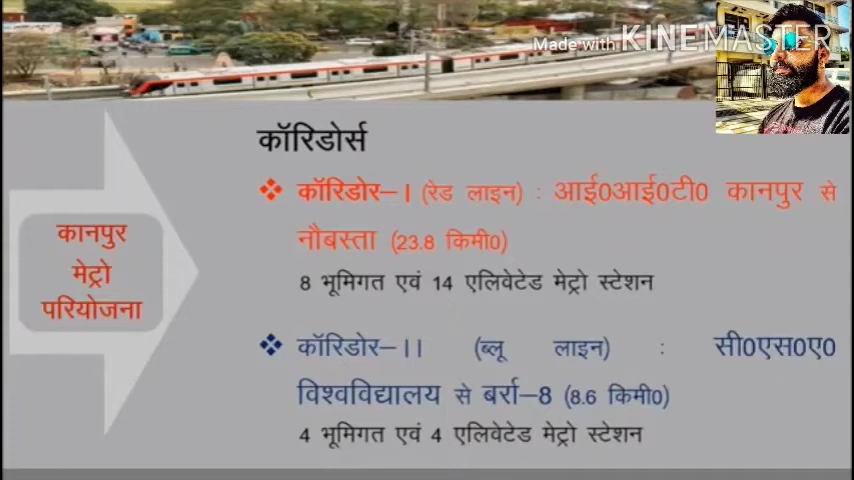 Made with KINEMASTER
कॉरिडोर्स
❖ कॉरिडोर–I (रेड लाइन) : आई0आई0टी0 कानपुर से
नौबस्ता (23.8 किमी0)
8 भूमिगत एवं 14 एलिवेटेड मेट्रो स्टेशन
कानपुर
मेट्रो
परियोजना
❖ कॉरिडोर–II (ब्लू लाइन) : सी0एस0ए0
विश्वविद्यालय से बर्रा–8 (8.6 किमी0)
4 भूमिगत एवं 4 एलिवेटेड मेट्रो स्टेशन